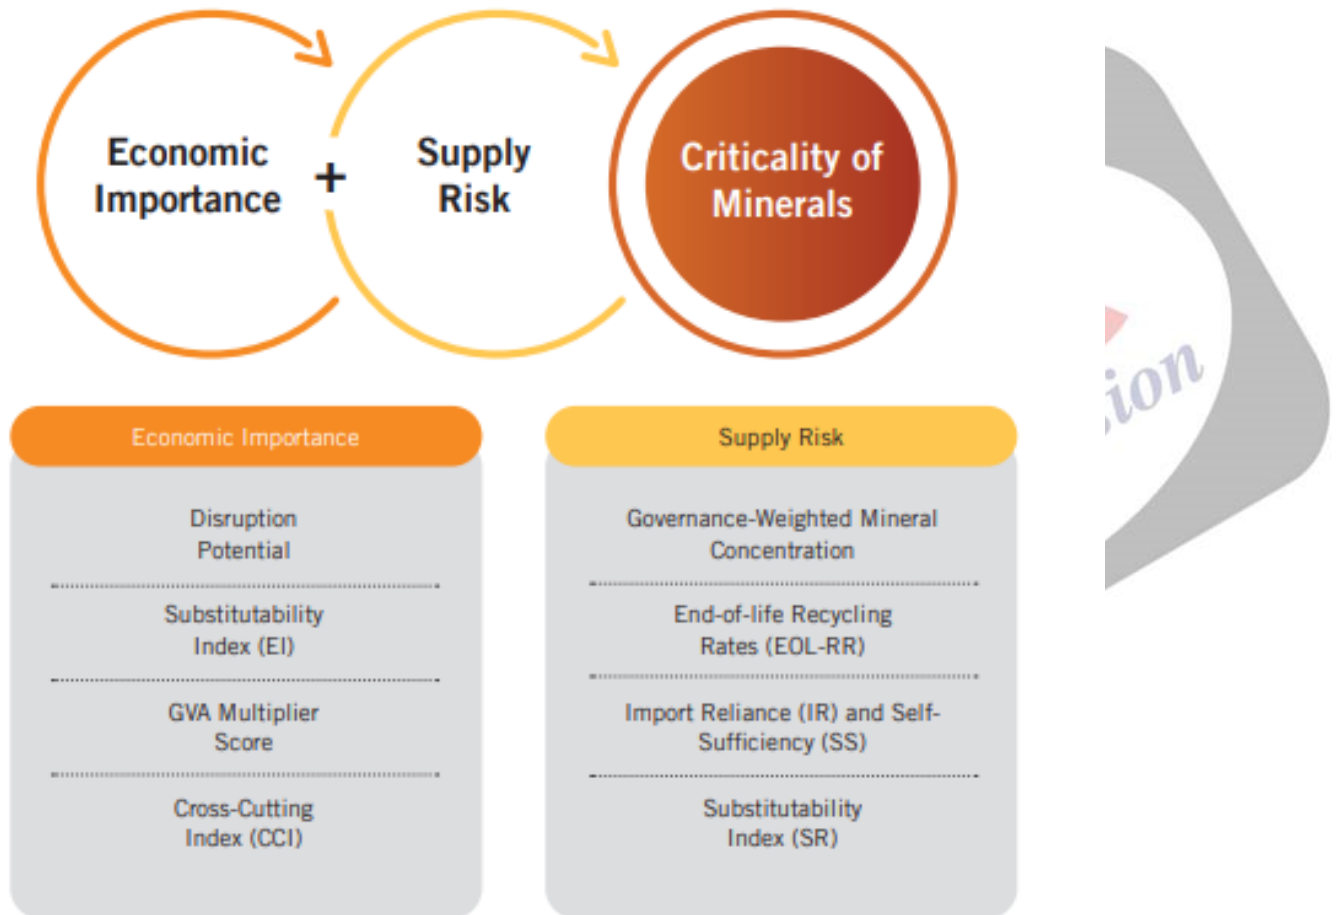 Economic
Importance
+
Supply
Risk
Criticality of
Minerals
Economic Importance
Disruption
Potential
Substitutability
Index (EI)
GVA Multiplier
Score
Cross-Cutting
Index (CCI)
Supply Risk
Governance-Weighted Mineral
Concentration
End-of-life Recycling
Rates (EOL-RR)
Import Reliance (IR) and Self-
Sufficiency (SS)
Substitutability
Index (SR)